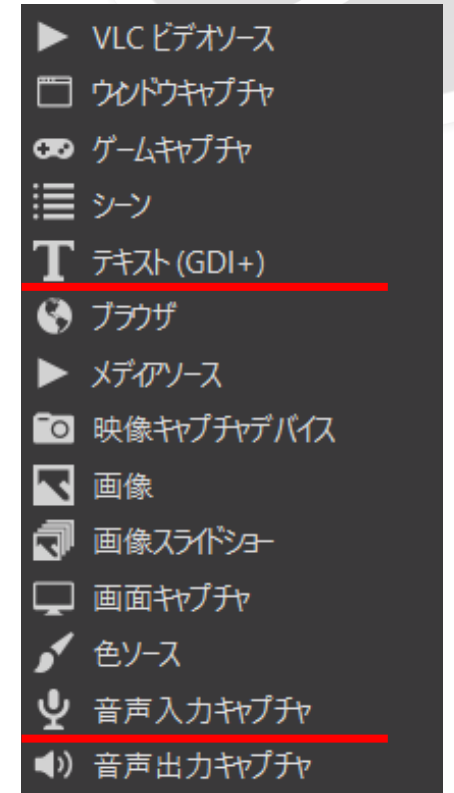 VLC ビデオソース
ウィンドウキャプチャ
ゲームキャプチャ
シーン
テキスト (GDI+)
ブラウザ
メディアソース
映像キャプチャデバイス
画像
画像スライドショー
画面キャプチャ
色ソース
音声入力キャプチャ
音声出力キャプチャ